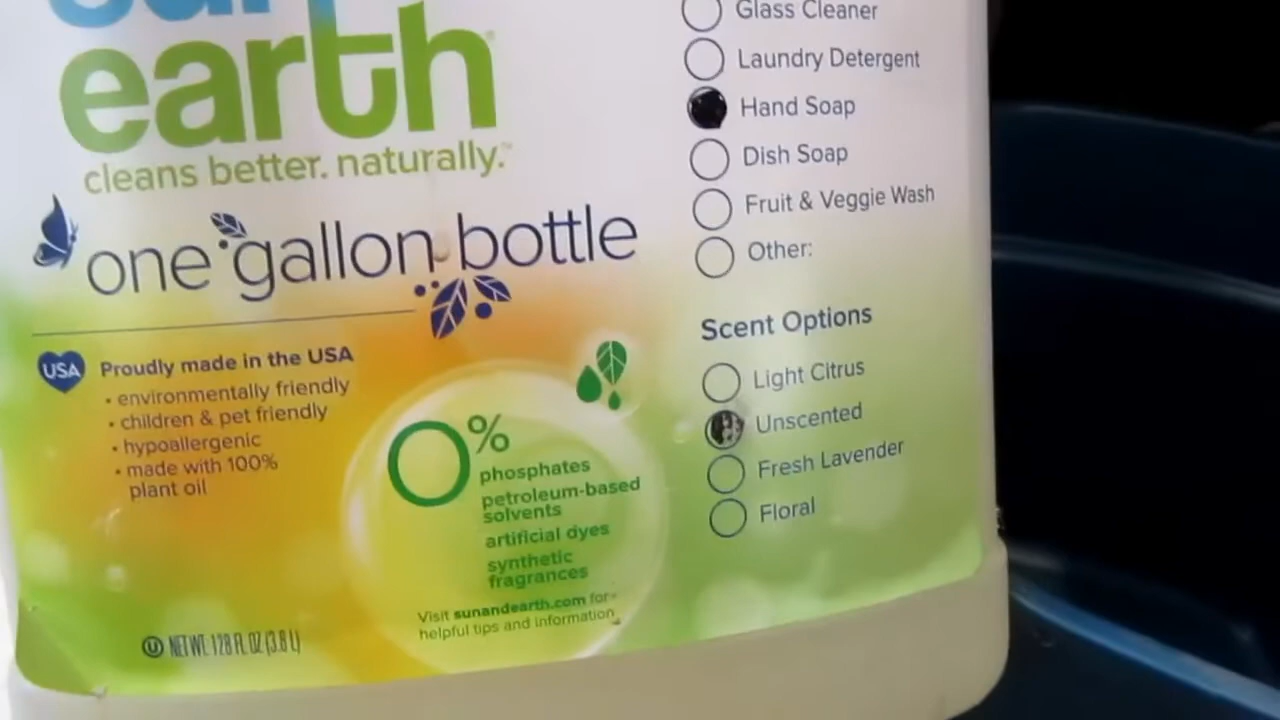 earth
cleans better. naturally.™
one gallon bottle
USA
Proudly made in the USA
• environmentally friendly
• children & pet friendly
• hypoallergenic
• made with 100%
plant oil
0%
phosphates
petroleum-based
solvents
artificial dyes
synthetic
fragrances
Visit sunandearth.com for
helpful tips and information
U NET WT. 128 FL OZ (3.8 L)
Glass Cleaner
Laundry Detergent
Hand Soap
Dish Soap
Fruit & Veggie Wash
Other:
Scent Options
Light Citrus
Unscented
Fresh Lavender
Floral